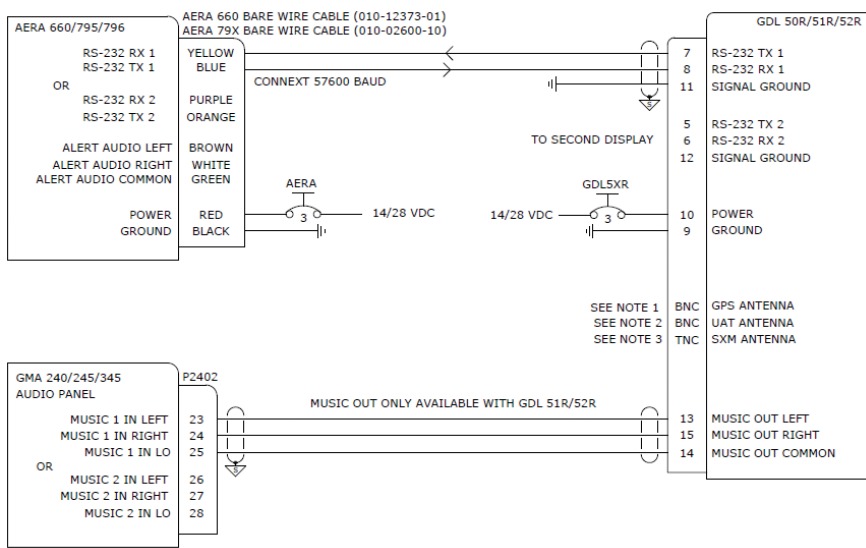 AERA 660 BARE WIRE CABLE (010-12373-01)
AERA 79X BARE WIRE CABLE (010-02600-10)
AERA 660/795/796
GDL 50R/51R/52R
RS-232 RX 1 YELLOW
RS-232 TX 1 BLUE
OR
RS-232 RX 2 PURPLE
RS-232 TX 2 ORANGE
ALERT AUDIO LEFT BROWN
ALERT AUDIO RIGHT WHITE
ALERT AUDIO COMMON GREEN
POWER RED
GROUND BLACK
CONNEXT 57600 BAUD
AERA
3
14/28 VDC
TO SECOND DISPLAY
GDL5XR
14/28 VDC
3
S
7 RS-232 TX 1
8 RS-232 RX 1
11 SIGNAL GROUND
5 RS-232 TX 2
6 RS-232 RX 2
12 SIGNAL GROUND
10 POWER
9 GROUND
SEE NOTE 1 BNC GPS ANTENNA
SEE NOTE 2 BNC UAT ANTENNA
SEE NOTE 3 TNC SXM ANTENNA
GMA 240/245/345
AUDIO PANEL
P2402
MUSIC 1 IN LEFT 23
MUSIC 1 IN RIGHT 24
MUSIC 1 IN LO 25
OR
MUSIC 2 IN LEFT 26
MUSIC 2 IN RIGHT 27
MUSIC 2 IN LO 28
S
MUSIC OUT ONLY AVAILABLE WITH GDL 51R/52R
13 MUSIC OUT LEFT
15 MUSIC OUT RIGHT
14 MUSIC OUT COMMON